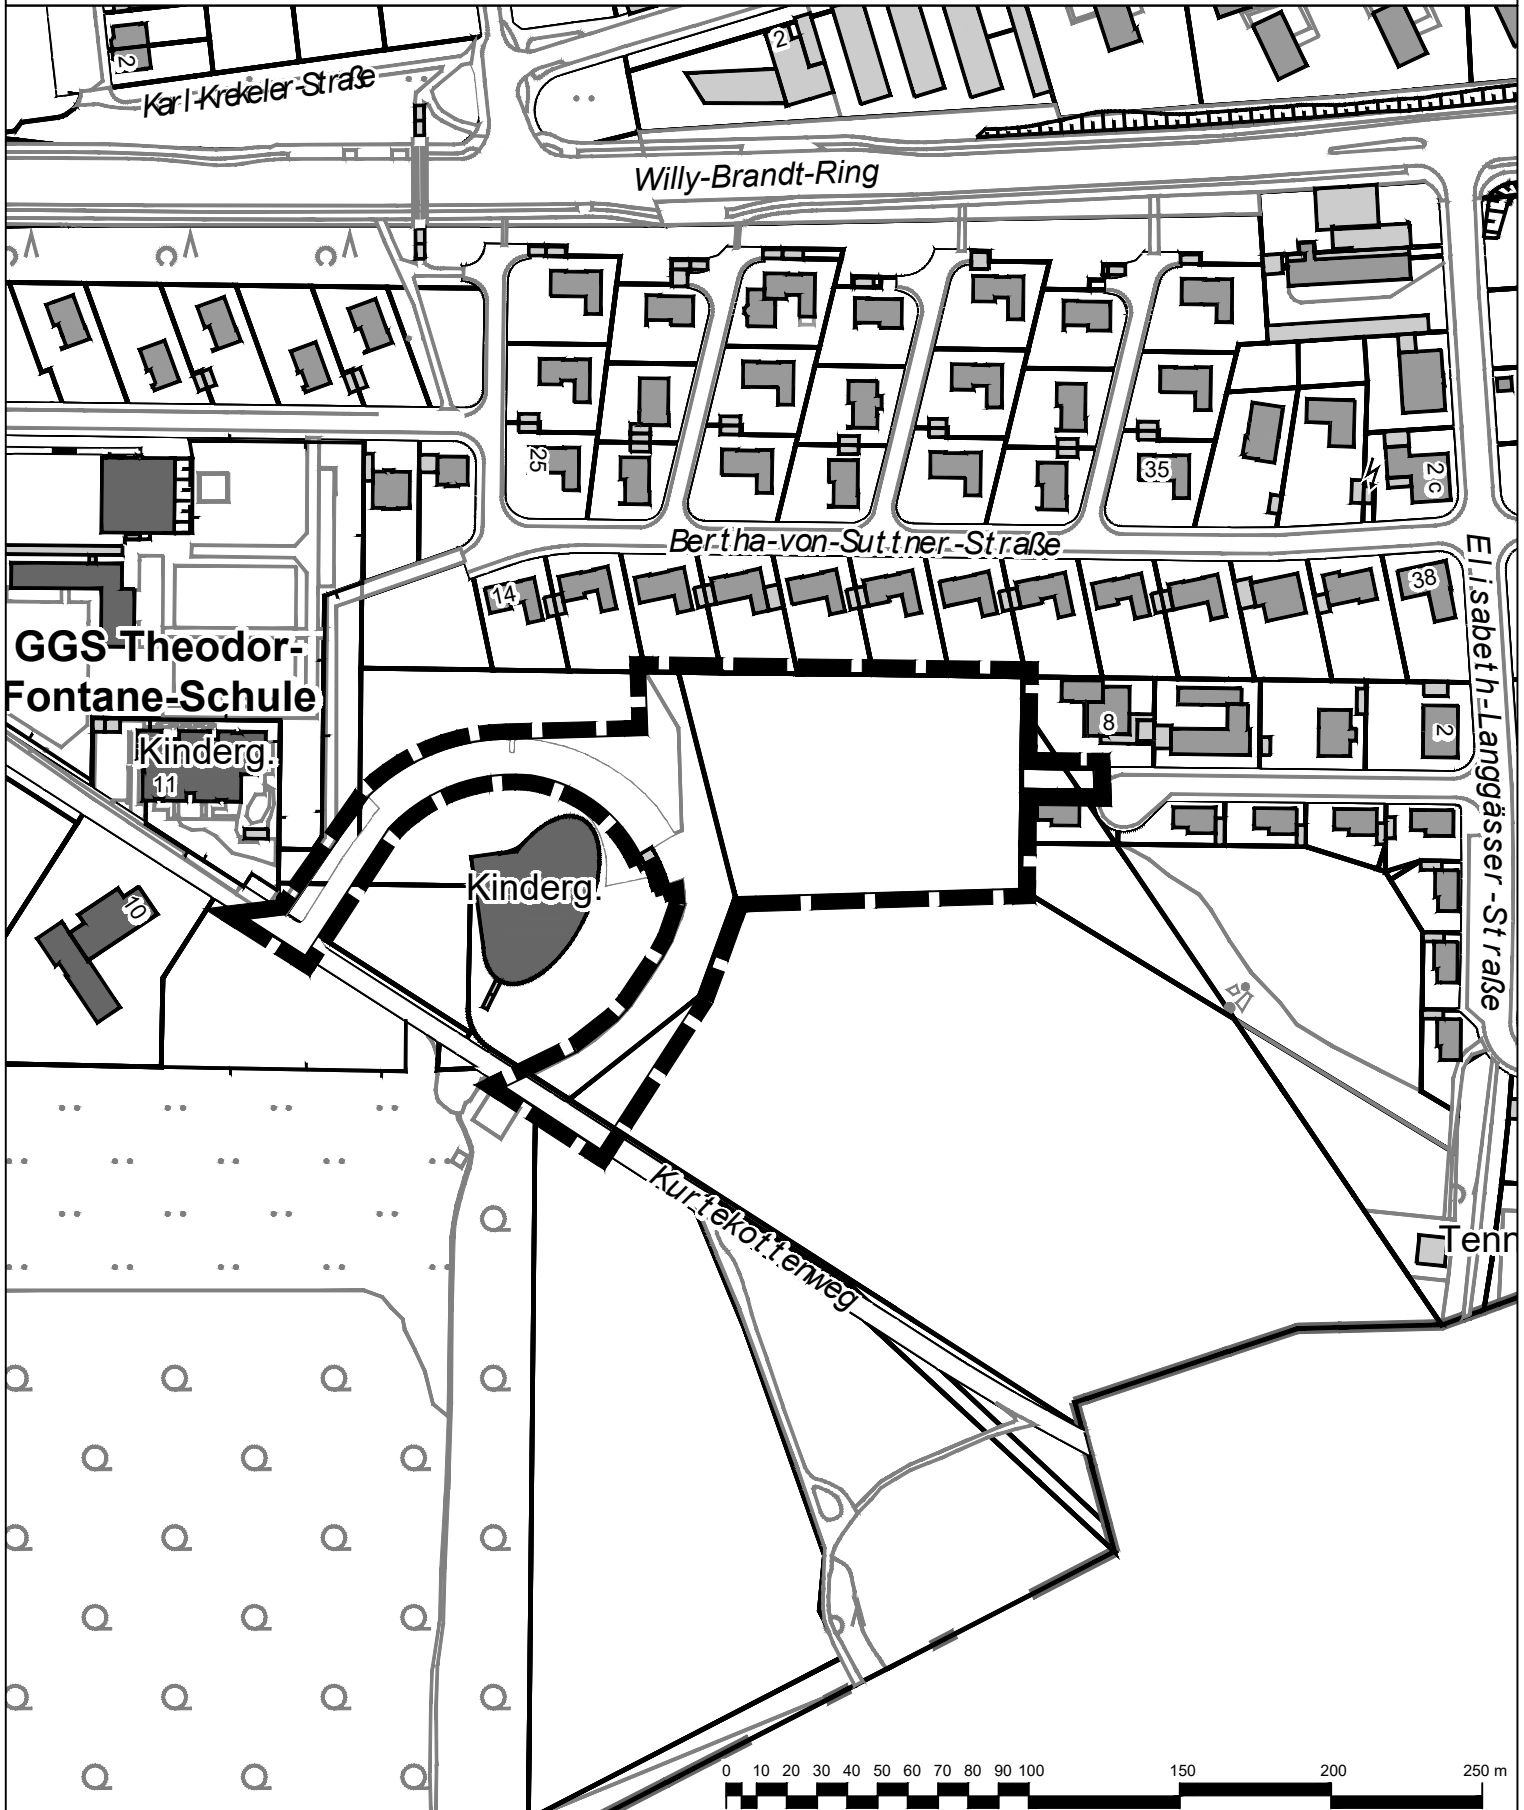 2
Karl-Krekeler-Straße
2
Willy-Brandt-Ring
25
35
2 c
Bertha-von-Suttner-Straße
14
38
Elisabeth-Langgässer-Straße
GGS Theodor-
Fontane-Schule
Kinderg.
11
8
2
10
Kinderg.
Kurtekottenweg
Tenn
0 10 20 30 40 50 60 70 80 90 100 150 200 250 m